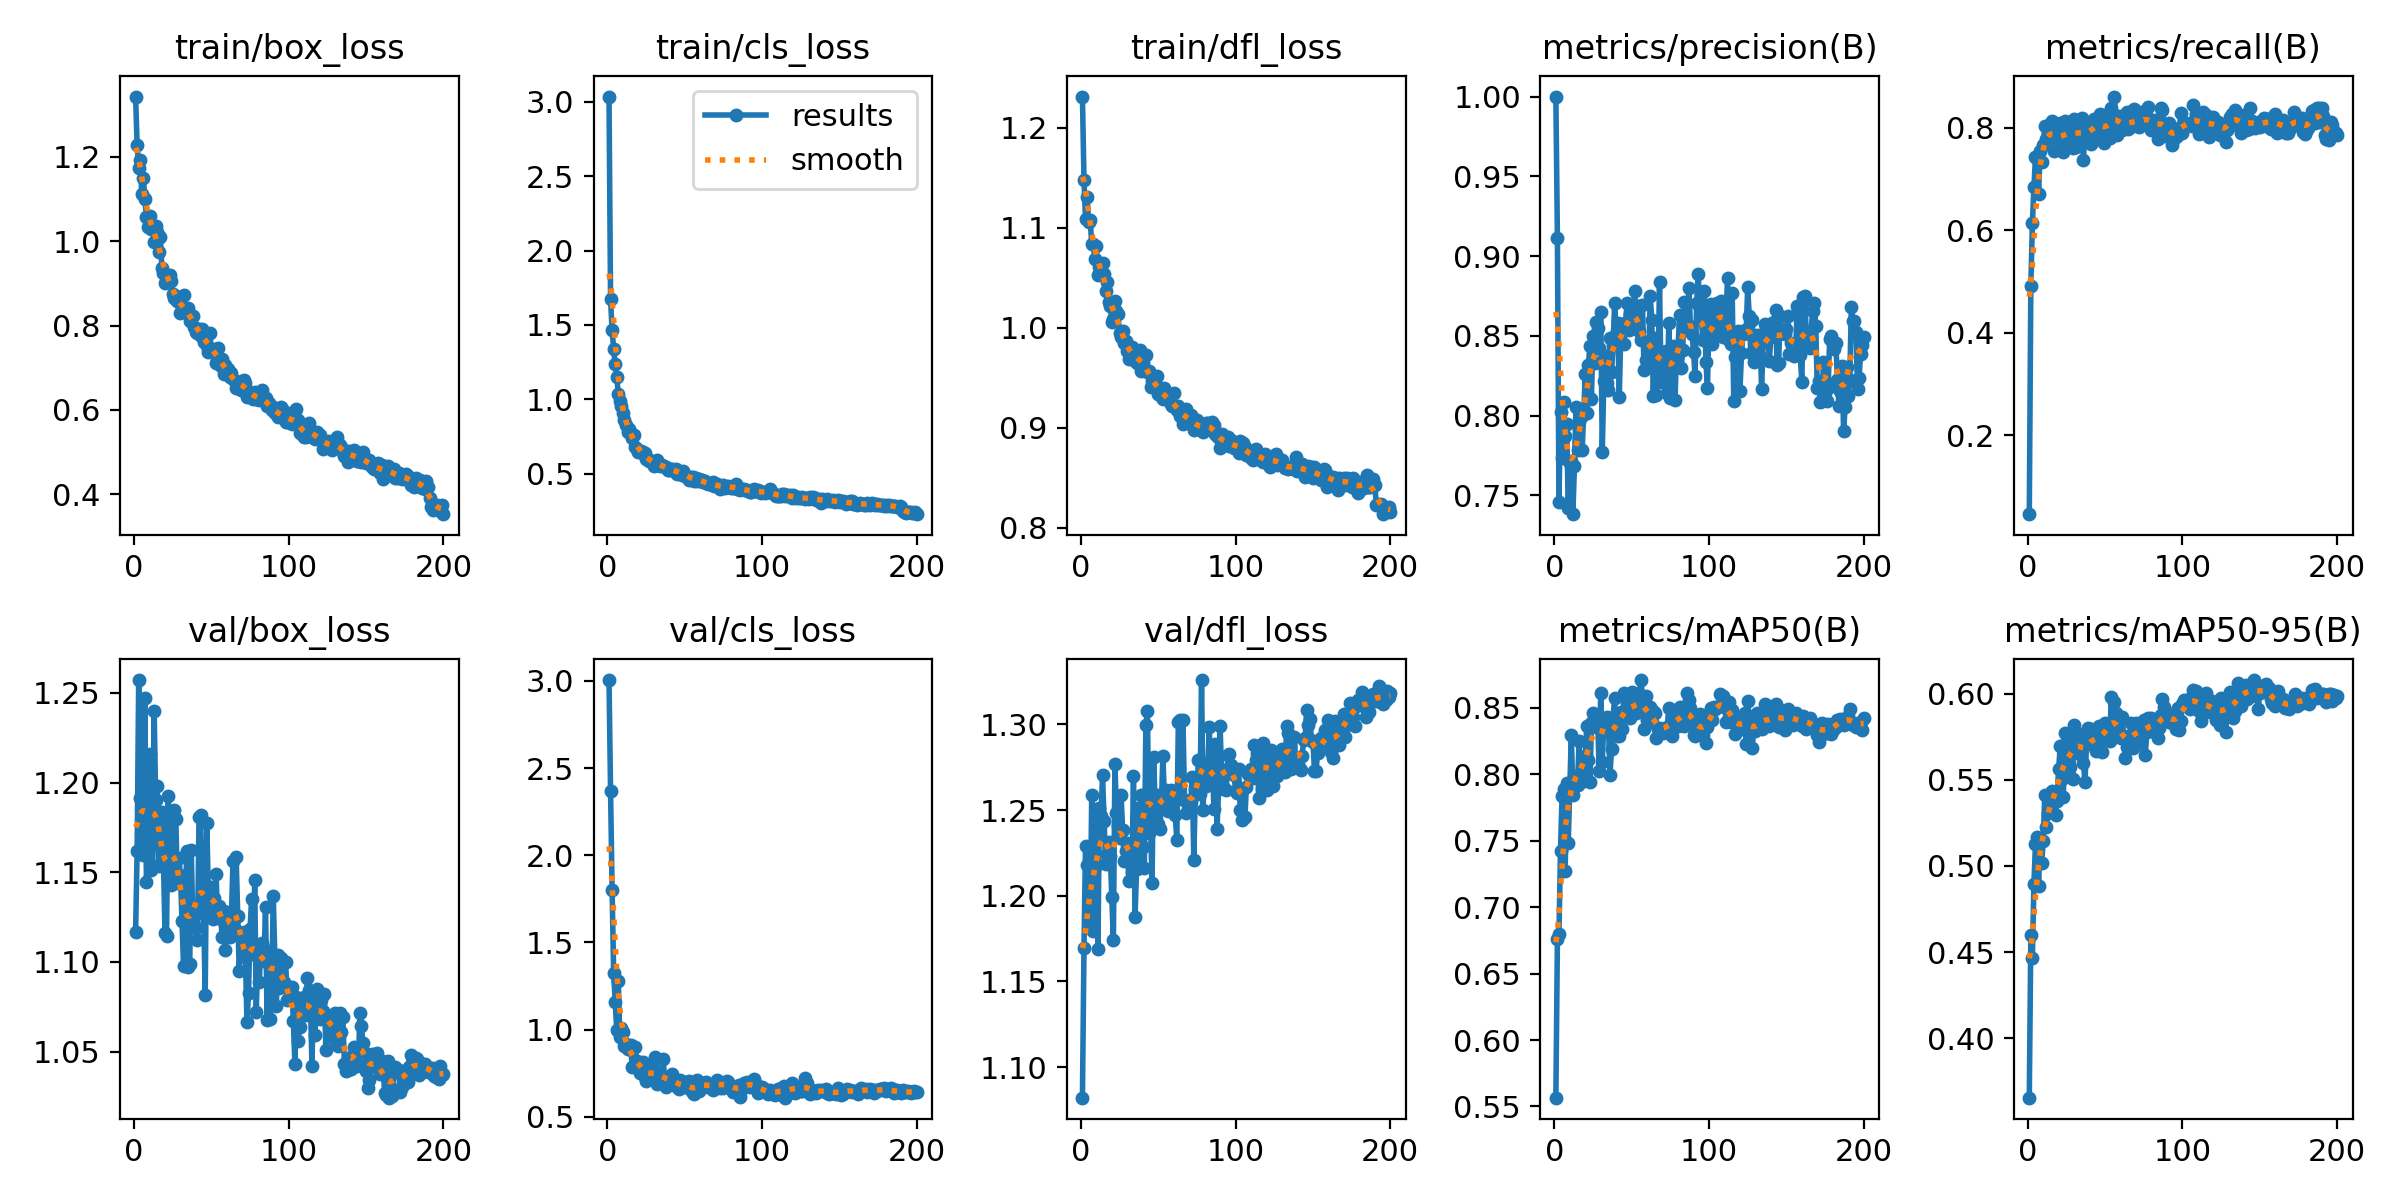 train/box_loss
1.2
1.0
0.8
0.6
0.4
0 100 200
train/cls_loss
results
smooth
3.0
2.5
2.0
1.5
1.0
0.5
0 100 200
train/dfl_loss
1.2
1.1
1.0
0.9
0.8
0 100 200
metrics/precision(B)
1.00
0.95
0.90
0.85
0.80
0.75
0 100 200
metrics/recall(B)
0.8
0.6
0.4
0.2
0 100 200
val/box_loss
1.25
1.20
1.15
1.10
1.05
0 100 200
val/cls_loss
3.0
2.5
2.0
1.5
1.0
0.5
0 100 200
val/dfl_loss
1.30
1.25
1.20
1.15
1.10
0 100 200
metrics/mAP50(B)
0.85
0.80
0.75
0.70
0.65
0.60
0.55
0 100 200
metrics/mAP50-95(B)
0.60
0.55
0.50
0.45
0.40
0 100 200